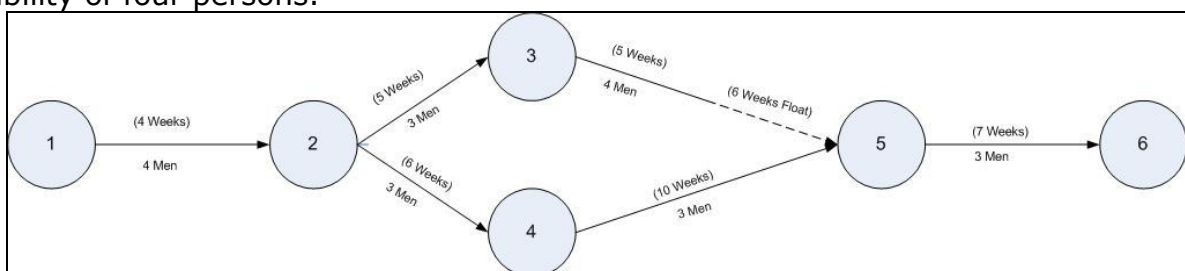 ability of four persons.
3
(5 Weeks)
4 Men
(6 Weeks Float)
(5 Weeks)
3 Men
1
(4 Weeks)
4 Men
2
5
(7 Weeks)
3 Men
6
(6 Weeks)
3 Men
(10 Weeks)
3 Men
4